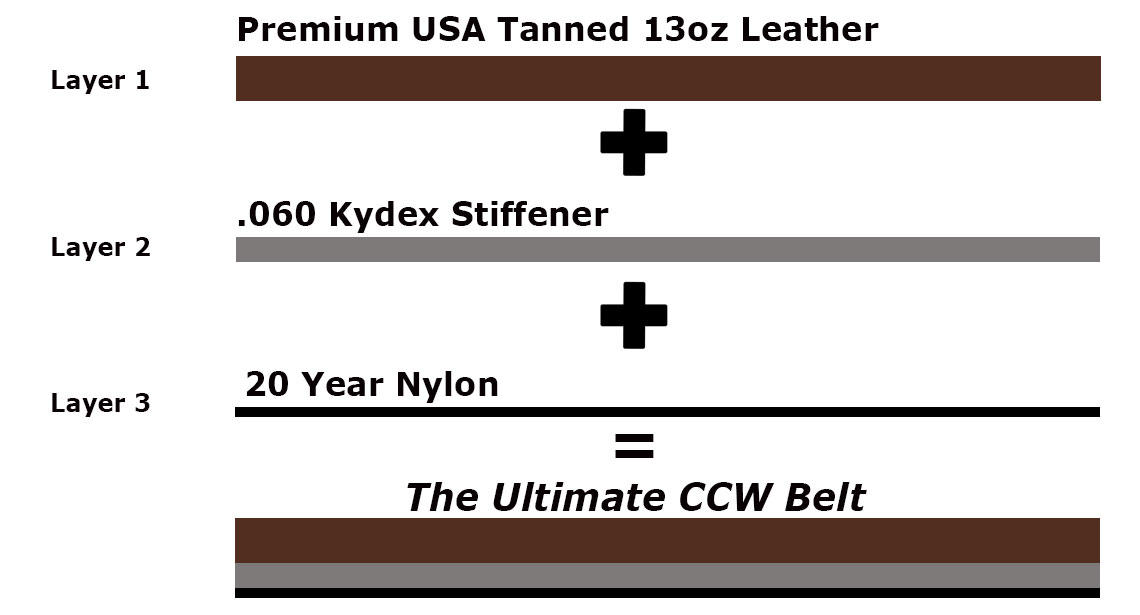 Premium USA Tanned 13oz Leather
Layer 1
.060 Kydex Stiffener
Layer 2
20 Year Nylon
Layer 3
=
The Ultimate CCW Belt